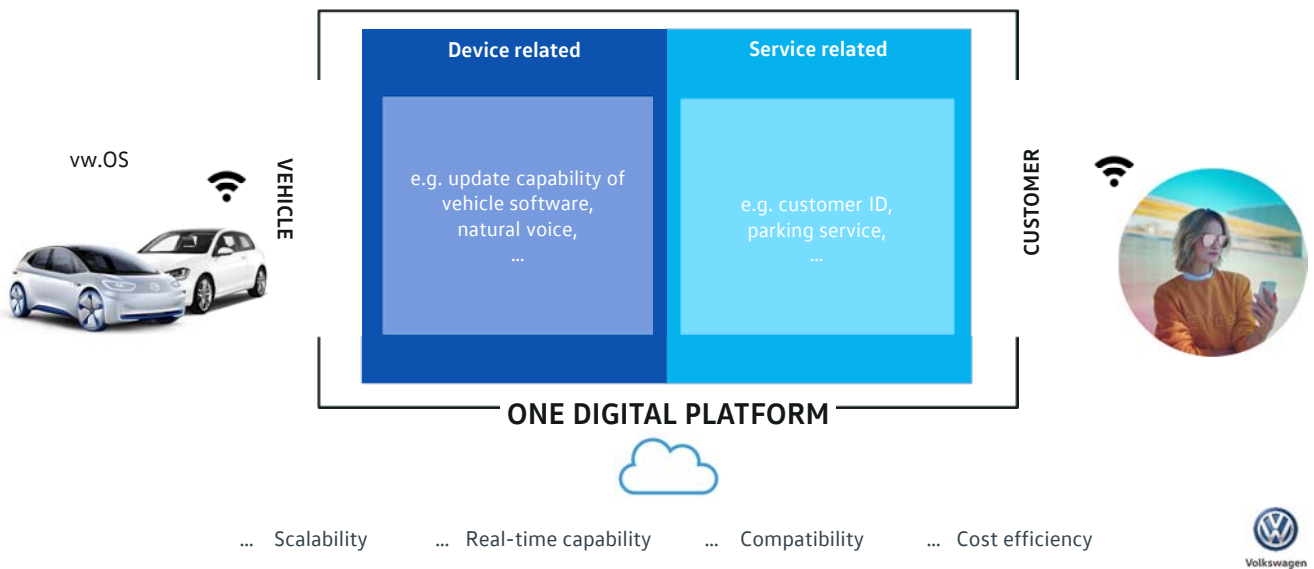 Device related
Service related
vw.OS
VEHICLE
e.g. update capability of
vehicle software,
natural voice,
...
e.g. customer ID,
parking service,
...
CUSTOMER
ONE DIGITAL PLATFORM
... Scalability
... Real-time capability
... Compatibility
... Cost efficiency
Volkswagen